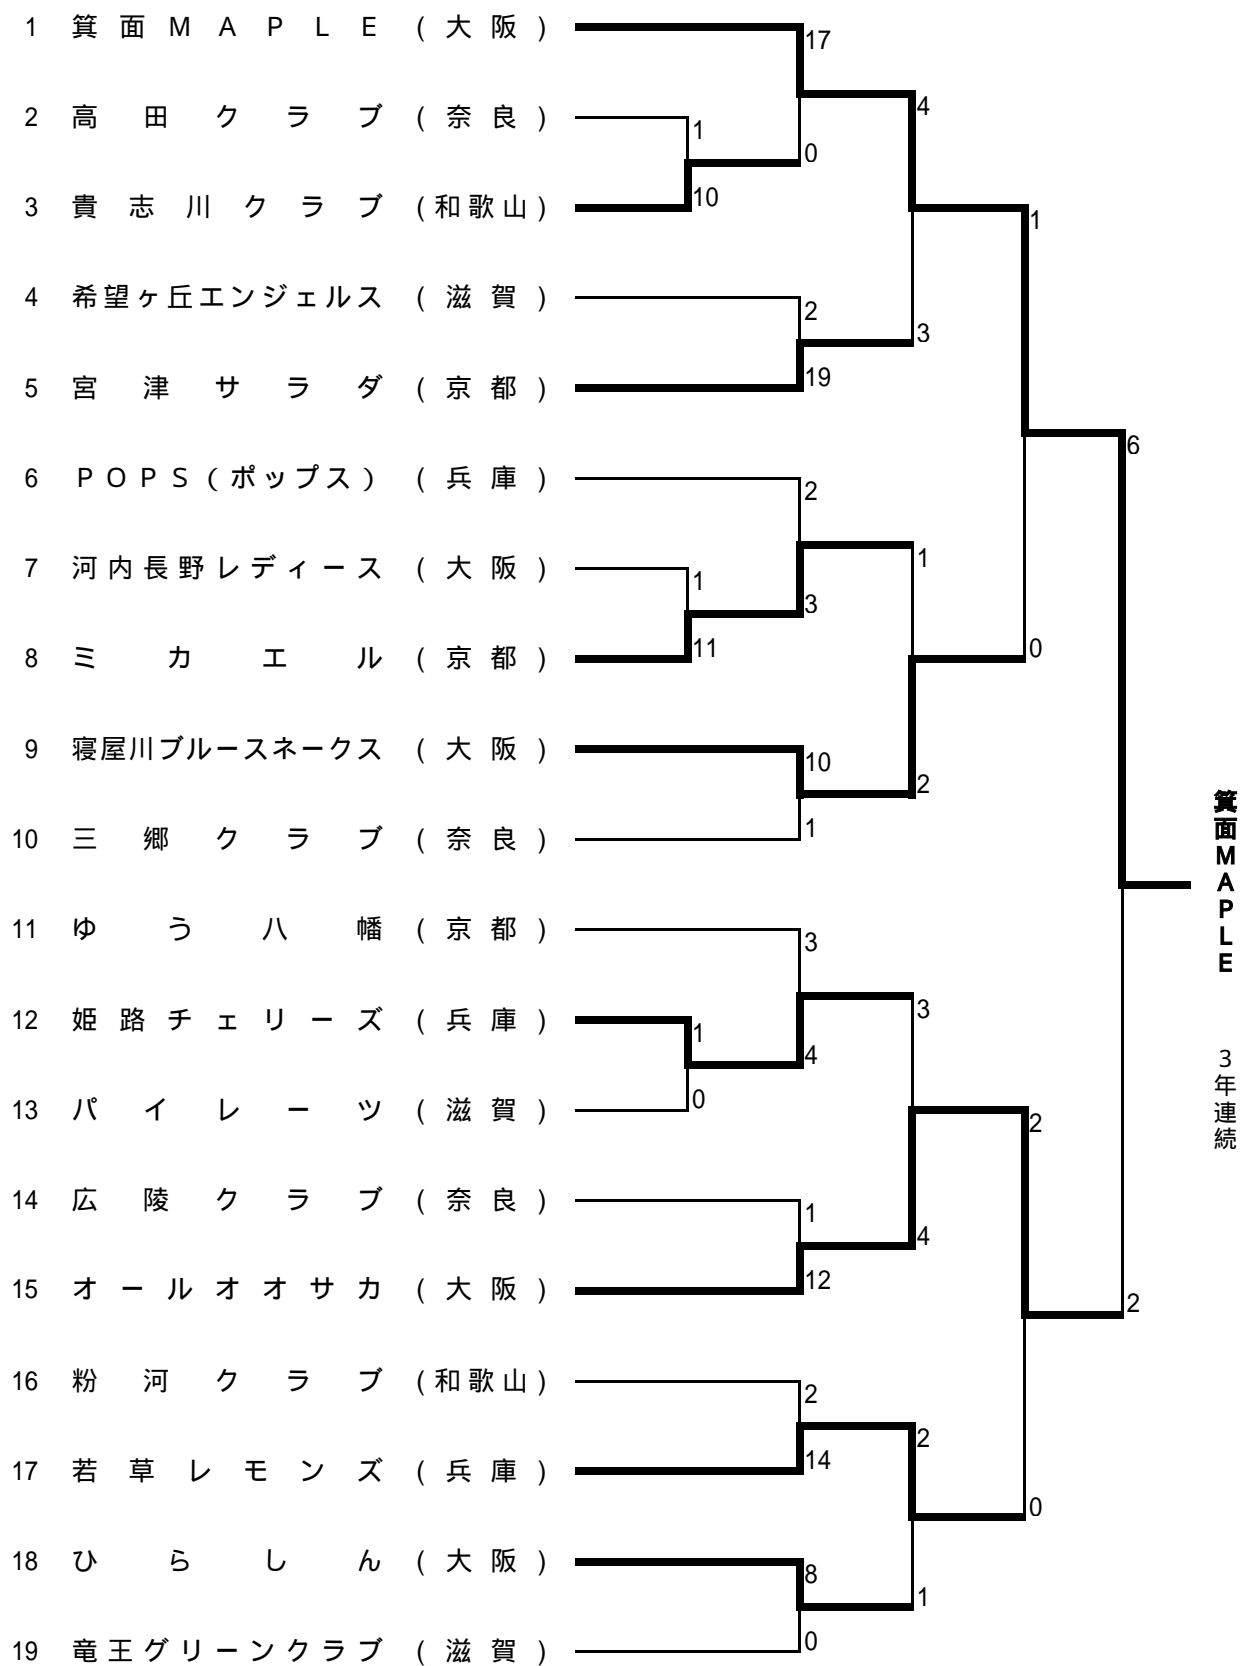 1 箕面MAPLE (大阪)
17
4
2 高田クラブ (奈良)
1
0
10
3 貴志川クラブ (和歌山)
1
4 希望ヶ丘エンジェルス (滋賀)
2
3
19
5 宮津サラダ (京都)
6
6 POPS(ポップス) (兵庫)
2
1
7 河内長野レディース (大阪)
1
3
11
0
8 ミカエル (京都)
9 寝屋川ブルースネークス (大阪)
10
2
1
10 三郷クラブ (奈良)
箕面MAPLE
3年連続
11 ゆう八幡 (京都)
3
3
12 姫路チェリーズ (兵庫)
1
4
0
13 パイレーツ (滋賀)
2
14 広陵クラブ (奈良)
1
4
12
15 オールオオサカ (大阪)
2
16 粉河クラブ (和歌山)
2
2
14
17 若草レモンズ (兵庫)
0
18 ひらしん (大阪)
8
1
0
19 竜王グリーンクラブ (滋賀)